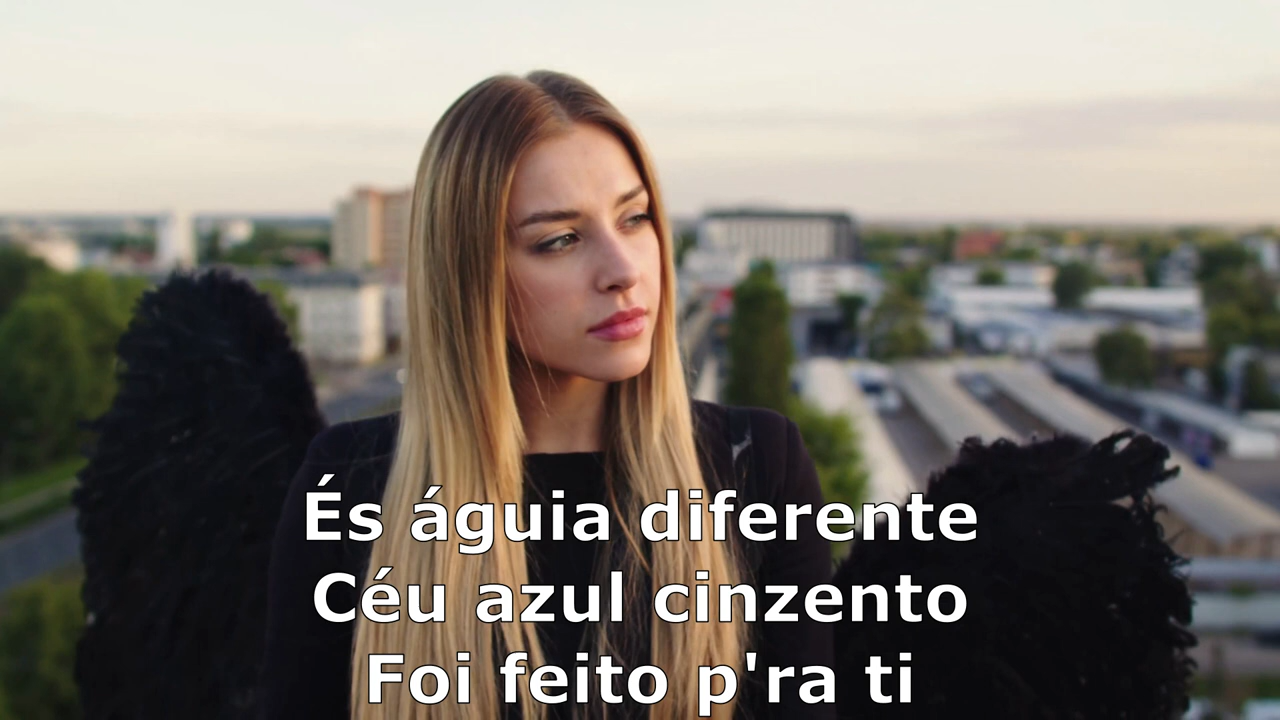 És águia diferente
Céu azul cinzento
Foi feito p'ra ti